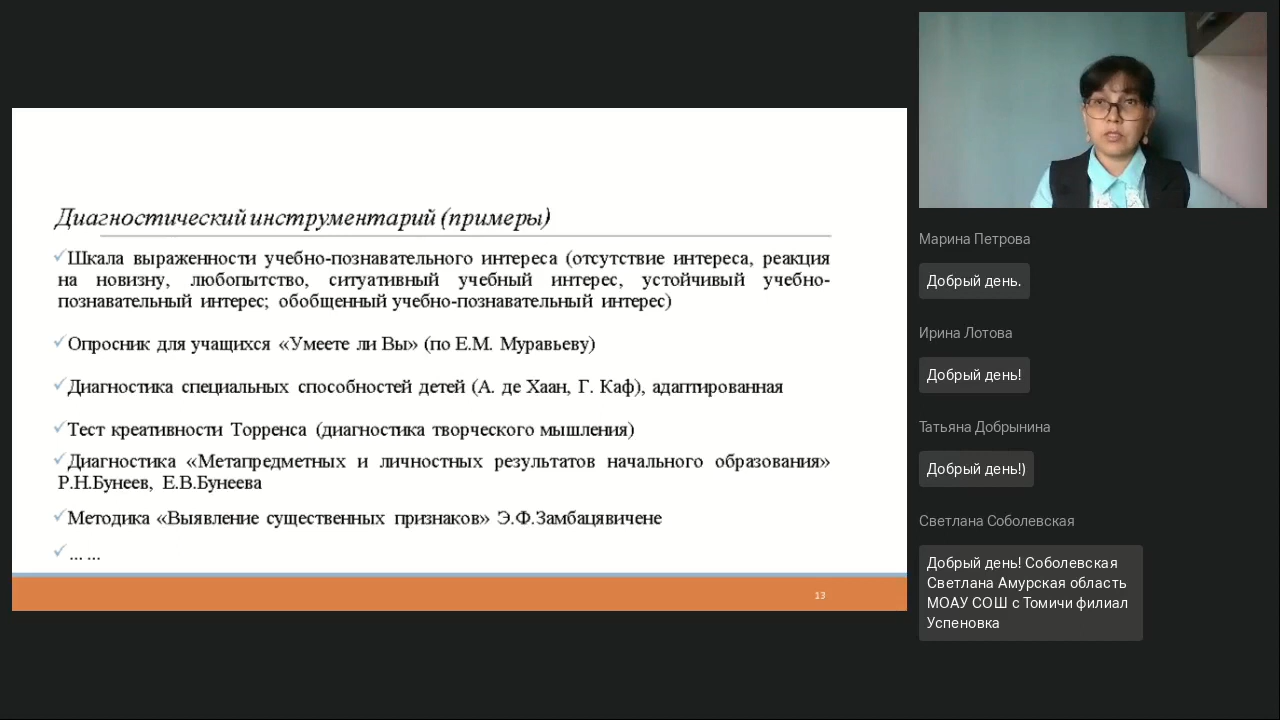 Диагностический инструментарий (примеры)
Шкала выраженности учебно-познавательного интереса (отсутствие интереса, реакция
на новизну, любопытство, ситуативный учебный интерес, устойчивый учебно-
познавательный интерес; обобщенный учебно-познавательный интерес)
Опросник для учащихся «Умеете ли Вы» (по Е.М. Муравьеву)
Диагностика специальных способностей детей (А. де Хаан, Г. Каф), адаптированная
Тест креативности Торренса (диагностика творческого мышления)
Диагностика «Метапредметных и личностных результатов начального образования»
Р.Н.Бунеев, Е.В.Бунеева
Методика «Выявление существенных признаков» Э.Ф.Замбацявичене
... ...
13
Марина Петрова
Добрый день.
Ирина Лотова
Добрый день!
Татьяна Добрынина
Добрый день!)
Светлана Соболевская
Добрый день! Соболевская
Светлана Амурская область
МОАУ СОШ с Томичи филиал
Успеновка